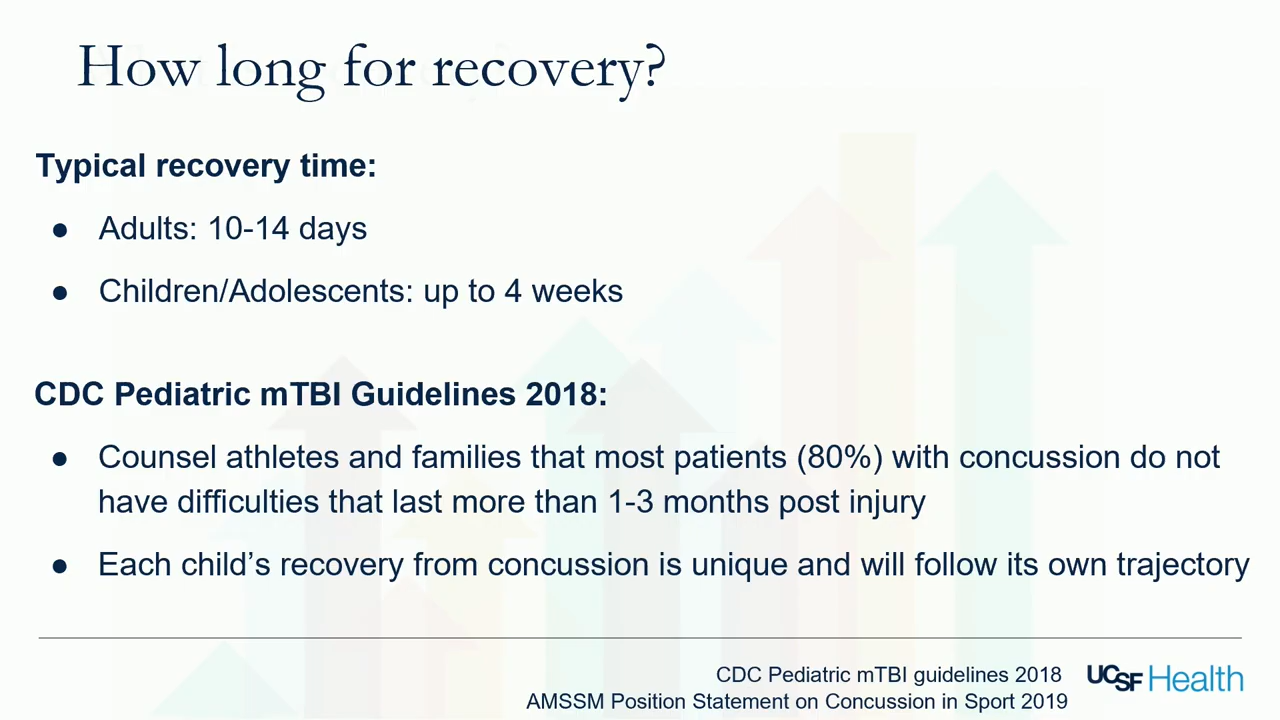 How long for recovery?
Typical recovery time:
● Adults: 10-14 days
● Children/Adolescents: up to 4 weeks
CDC Pediatric mTBI Guidelines 2018:
● Counsel athletes and families that most patients (80%) with concussion do not
have difficulties that last more than 1-3 months post injury
● Each child's recovery from concussion is unique and will follow its own trajectory
CDC Pediatric mTBI guidelines 2018
AMSSM Position Statement on Concussion in Sport 2019
UCSF Health